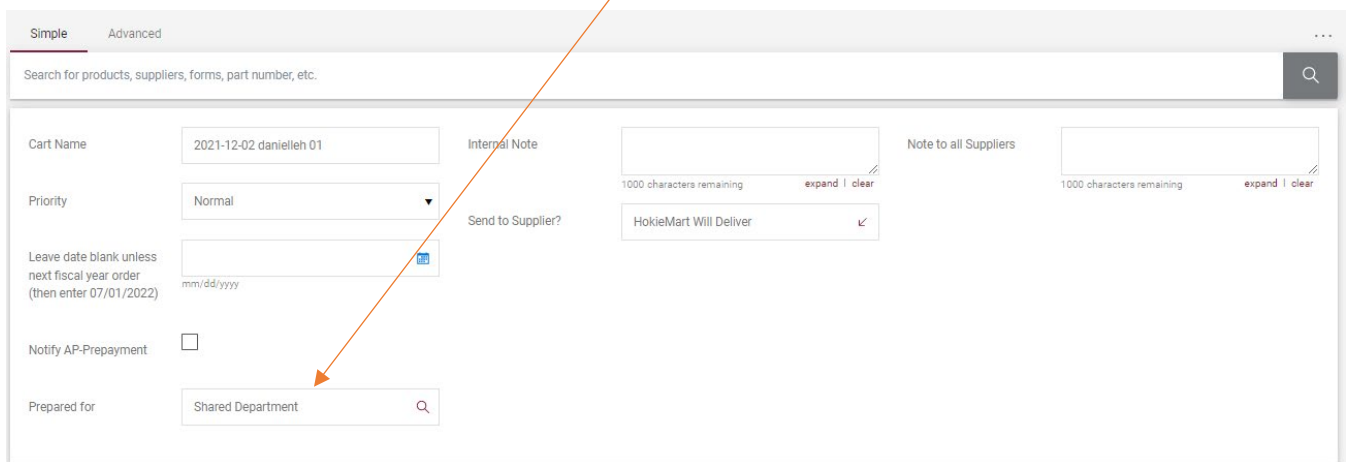 Simple Advanced ...
Search for products, suppliers, forms, part number, etc.
Cart Name
2021-12-02 danielleh 01
Priority
Normal
Leave date blank unless
next fiscal year order
(then enter 07/01/2022)
mm/dd/yyyy
Notify AP-Prepayment
Prepared for
Shared Department
Internal Note
1000 characters remaining expand | clear
Send to Supplier?
HokieMart Will Deliver
Note to all Suppliers
1000 characters remaining expand | clear